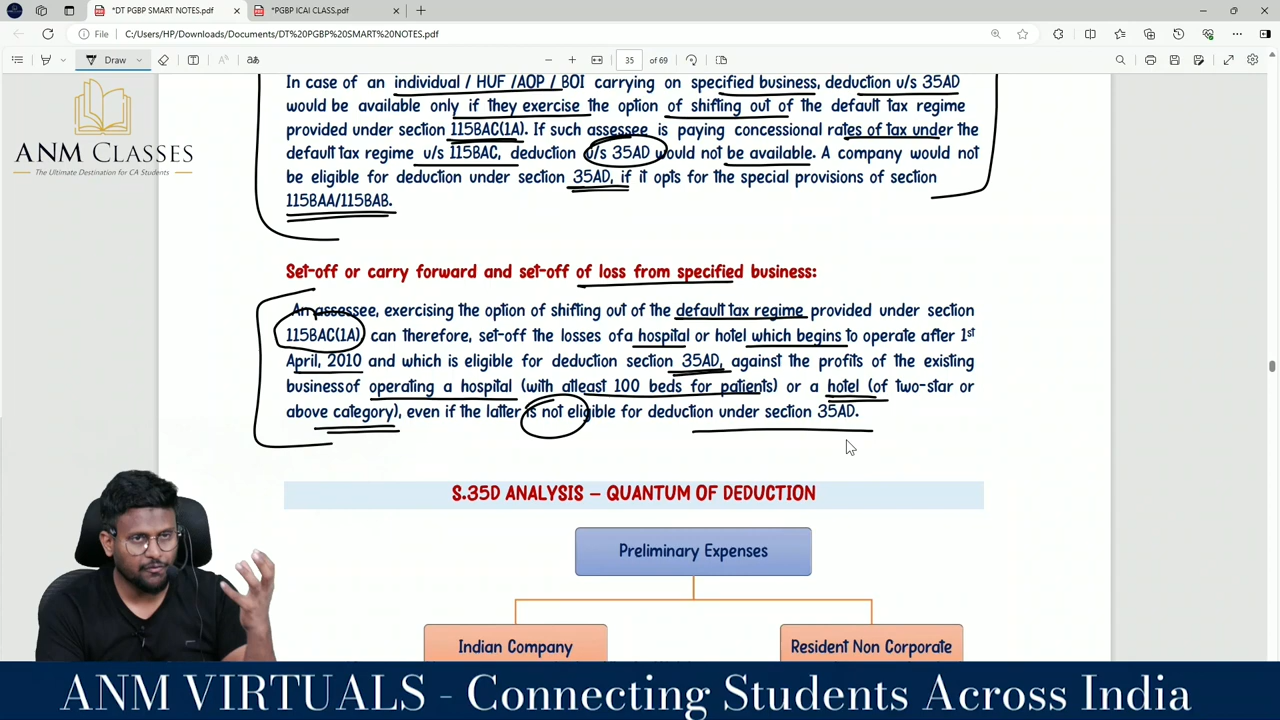 *DT PGBP SMART NOTES.pdf
*PGBP ICAI CLASS.pdf
File
C:/Users/HP/Downloads/Documents/DT%20PGBP%20SMART%20NOTES.pdf
Draw
35 of 69
ANM CLASSES
The Ultimate Destination for CA Students
In case of an individual / HUF /AOP / BOI carrying on specified business, deduction u/s 35AD
would be available only if they exercise the option of shifting out of the default tax regime
provided under section 115BAC(1A). If such assessee is paying concessional rates of tax under the
default tax regime u/s 115BAC, deduction u/s 35AD would not be available. A company would not
be eligible for deduction under section 35AD, if it opts for the special provisions of section
115BAA/115BAB.
Set-off or carry forward and set-off of loss from specified business:
An assessee, exercising the option of shifting out of the default tax regime provided under section
115BAC(1A) can therefore, set-off the losses ofa hospital or hotel which begins to operate after 1st
April, 2010 and which is eligible for deduction section 35AD, against the profits of the existing
businessof operating a hospital (with atleast 100 beds for patients) or a hotel (of two-star or
above category), even if the latter is not eligible for deduction under section 35AD.
S.35D ANALYSIS – QUANTUM OF DEDUCTION
Preliminary Expenses
Indian Company
Resident Non Corporate
ANM VIRTUALS - Connecting Students Across India